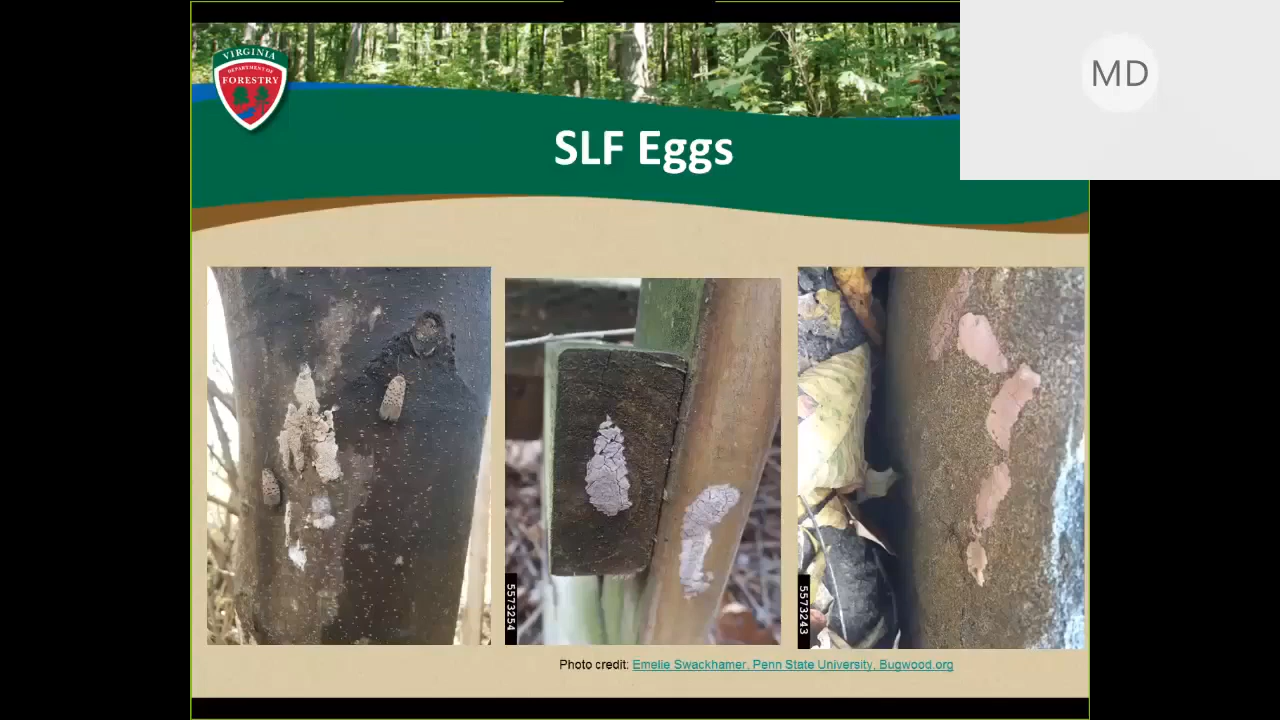 VIRGINIA
DEPARTMENT OF
FORESTRY
MD
SLF Eggs
5573254
5573243
Photo credit: Emelie Swackhamer, Penn State University, Bugwood.org